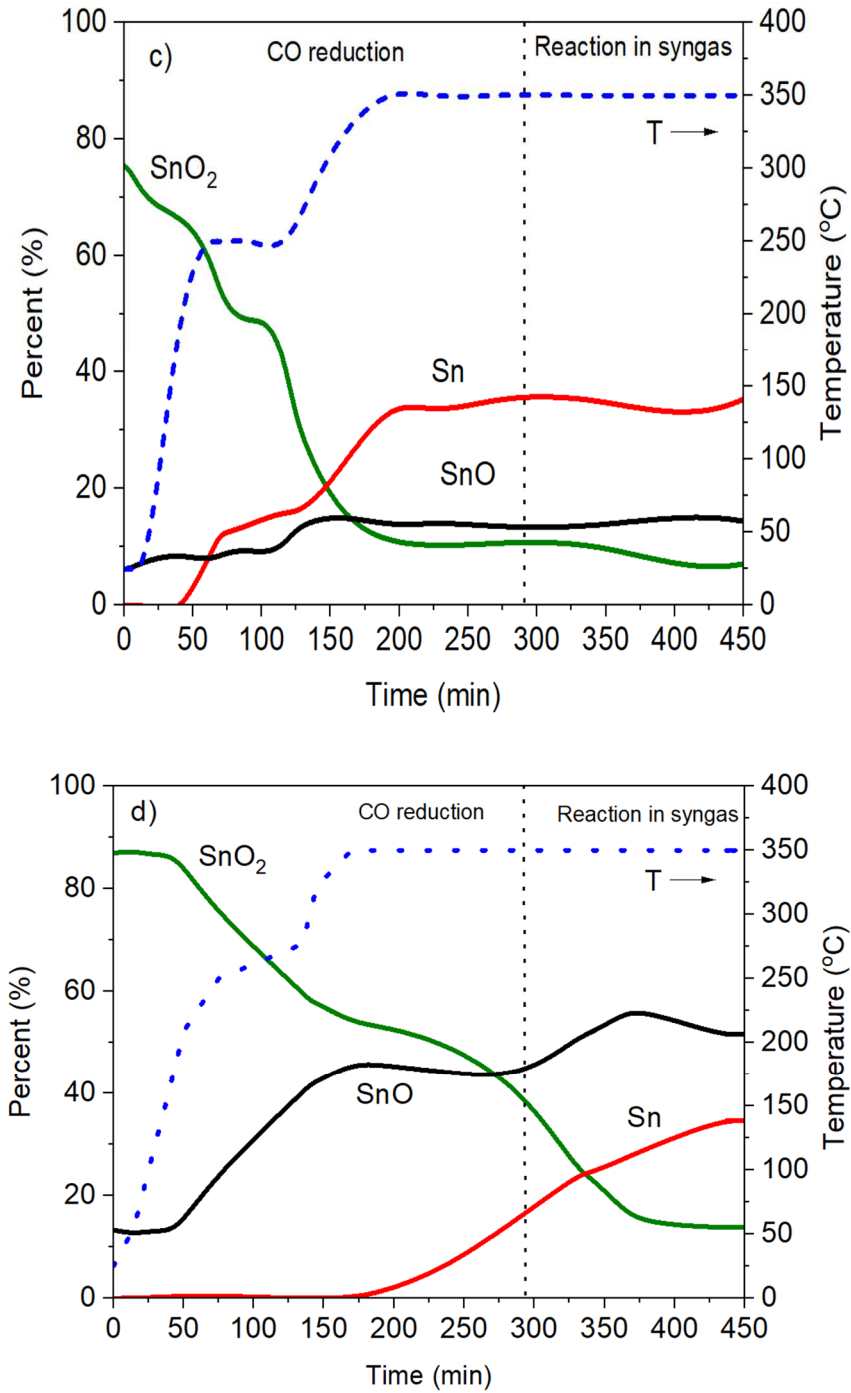 100
400
c)
CO reduction
Reaction in syngas
350
80
SnO2
T
300
60
250
Percent (%)
Temperature (°C)
200
40
Sn
150
SnO
100
20
50
0
0
0 50 100 150 200 250 300 350 400 450
Time (min)
100
400
d)
CO reduction
Reaction in syngas
SnO2
350
80
T
300
60
250
Percent (%)
Temperature (°C)
200
40
SnO
150
Sn
100
20
50
0
0
0 50 100 150 200 250 300 350 400 450
Time (min)